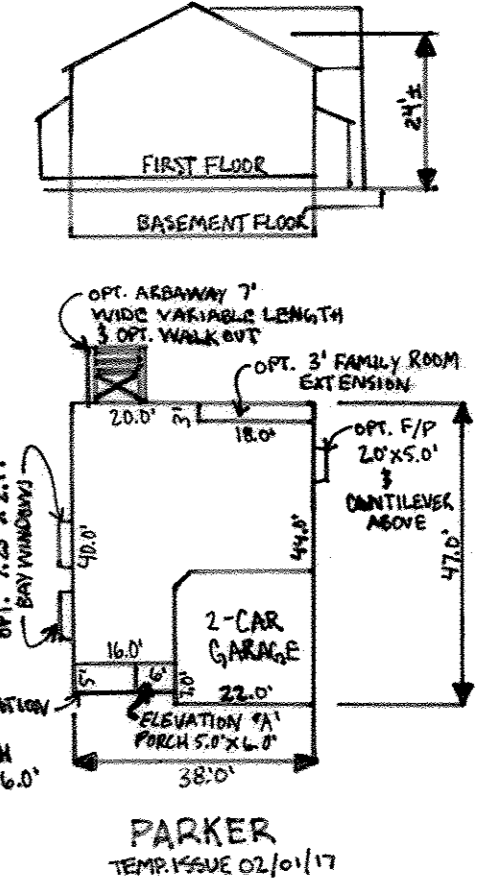 24'±
FIRST FLOOR
BASEMENT FLOOR
OPT. AREAWAY 7'
WIDE VARIABLE LENGTH
& OPT. WALK OUT
OPT. 3' FAMILY ROOM
EXTENSION
20.0'
3'
18.0'
OPT. F/P
2.0'X5.0'
&
CANTILEVER
ABOVE
BAY WINDOWS
40.0'
44.0'
47.0'
2-CAR
GARAGE
16.0'
5'
6'
22.0'
ELEVATION "A"
PORCH 5.0'X6.0'
6.0'
38.0'
PARKER
TEMP. ISSUE 02/01/17